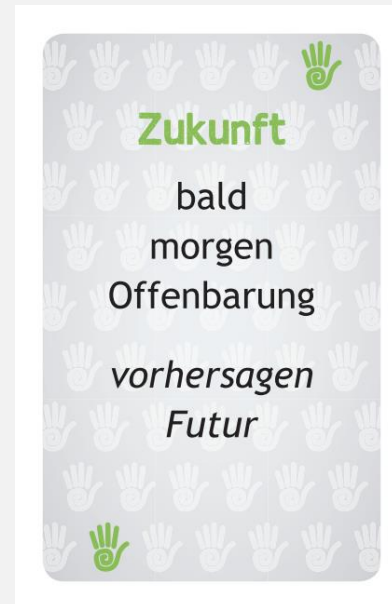 Zukunft
bald
morgen
Offenbarung
vorhersagen
Futur